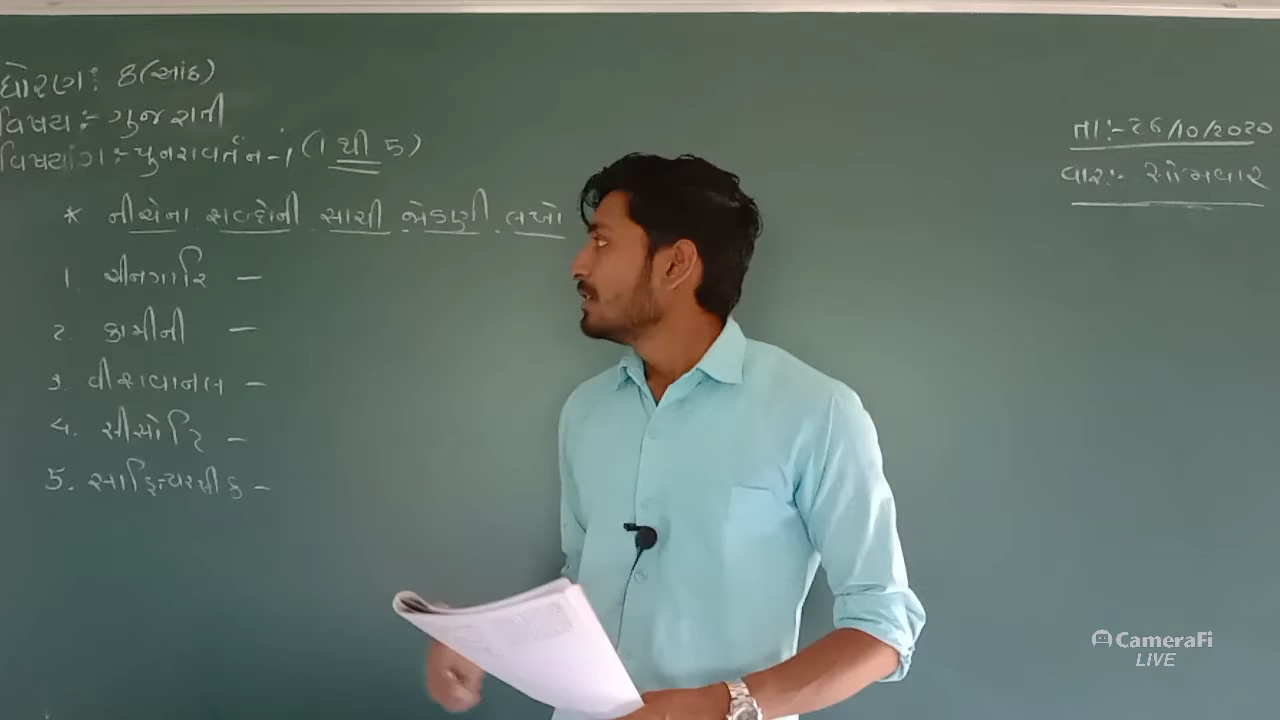 ધોરણ: 8(આઠ)
વિષય:- ગુજરાતી
વિષયાંગ:- પુનરાવર્તન-1 (1 થી 5)
* નીચેના શબ્દોની સાચી જોડણી લખો
1. ચીનગારિ -
2. કામીની -
3. વીશવાનલ -
4. સીસોટિ -
5. સાહિત્યરસીક -
તા:-26/10/2020
વાર:- સોમવાર
CameraFi
LIVE